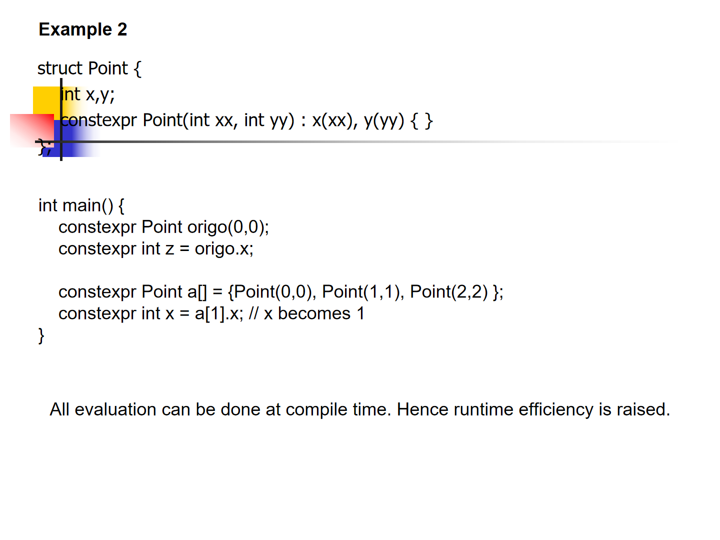 Example 2
struct Point {
int x,y;
constexpr Point(int xx, int yy) : x(xx), y(yy) { }
};
int main() {
constexpr Point origo(0,0);
constexpr int z = origo.x;
constexpr Point a[] = {Point(0,0), Point(1,1), Point(2,2) };
constexpr int x = a[1].x; // x becomes 1
}
All evaluation can be done at compile time. Hence runtime efficiency is raised.